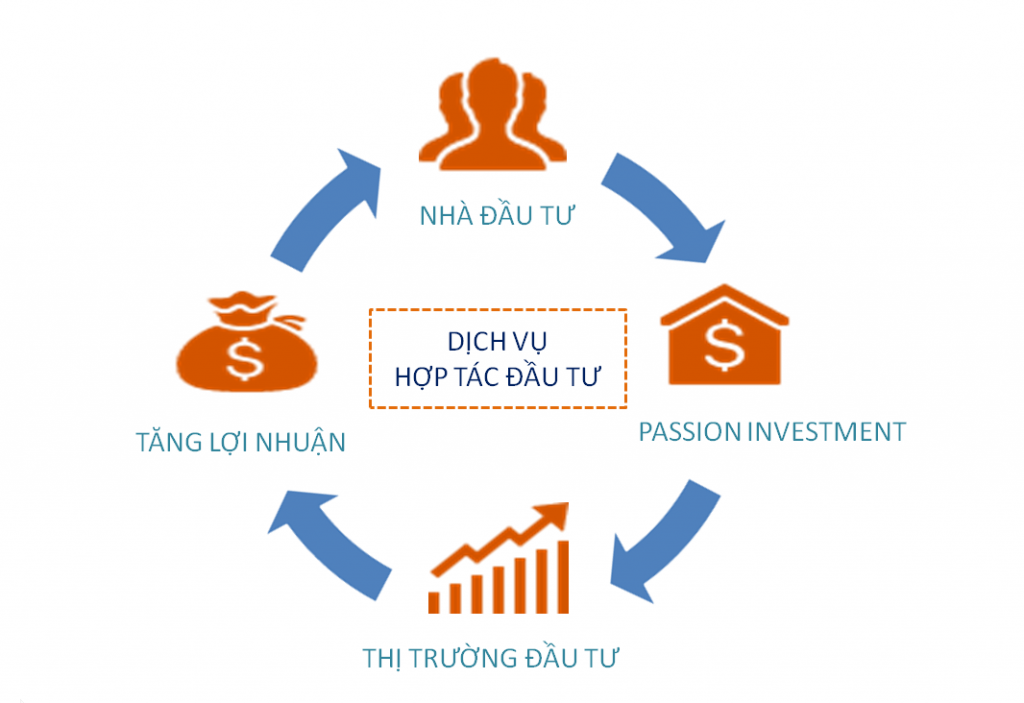 NHÀ ĐẦU TƯ
DỊCH VỤ
HỢP TÁC ĐẦU TƯ
$
$
PASSION INVESTMENT
TĂNG LỢI NHUẬN
THỊ TRƯỜNG ĐẦU TƯ